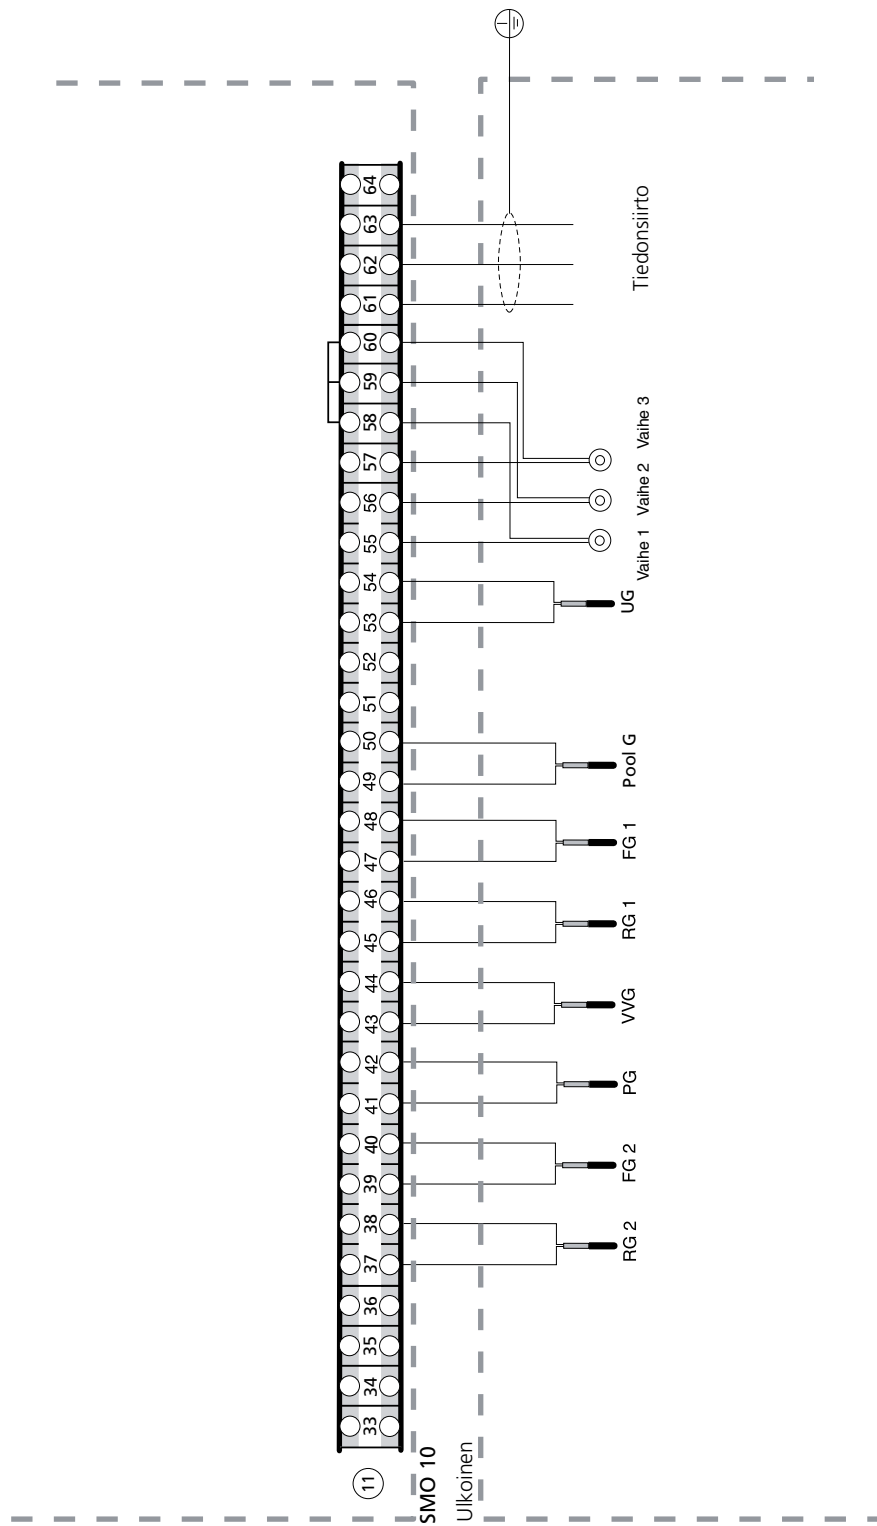 11
33
34
35
36
37
38
39
40
41
42
43
44
45
46
47
48
49
50
51
52
53
54
55
56
57
58
59
60
61
62
63
64
SMO 10
Ulkoinen
RG 2
FG 2
PG
VVG
RG 1
FG 1
Pool G
UG
Vaihe 1
Vaihe 2
Vaihe 3
Tiedonsiirto